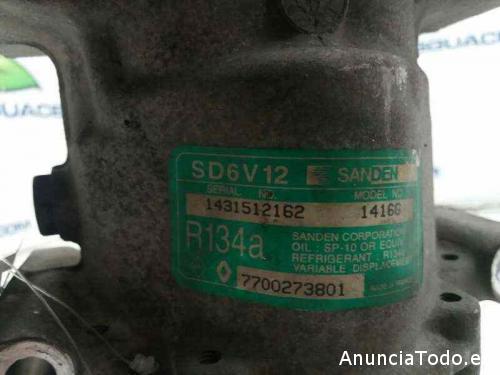 SD6V12 SANDEN
SERIAL NO. MODEL NO
1431512162 1416G
R134a
SANDEN CORPORATION
OIL : SP-10 OR EQUIV.
REFRIGERANT : R134a
VARIABLE DISPLACEMENT
7700273801
AnunciaTodo.e